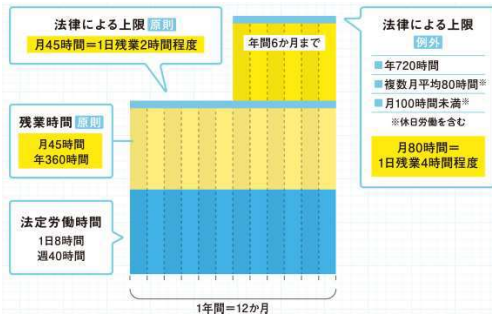 法律による上限 原則
月45時間＝1日残業2時間程度
年間6か月まで
法律による上限
例外
年720時間
複数月平均80時間※
月100時間未満※
※休日労働を含む
月80時間＝
1日残業4時間程度
残業時間 原則
月45時間
年360時間
法定労働時間
1日8時間
週40時間
1年間＝12か月